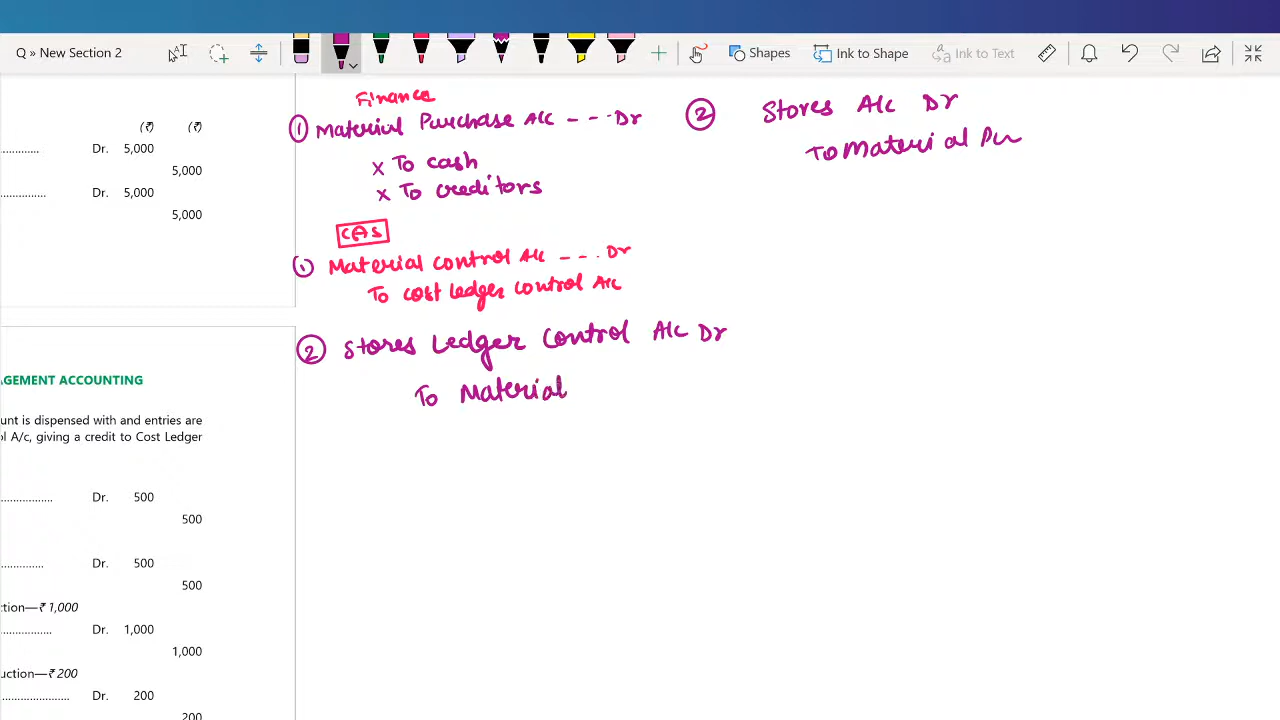 Q » New Section 2
Shapes
Ink to Shape
Ink to Text
(₹) (₹)
.............. Dr. 5,000
5,000
................ Dr. 5,000
5,000
AGEMENT ACCOUNTING
unt is dispensed with and entries are
ol A/c, giving a credit to Cost Ledger
.................. Dr. 500
500
............... Dr. 500
500
ction—₹ 1,000
.................. Dr. 1,000
1,000
uction—₹ 200
....................... Dr. 200
200
Finance
① Material Purchase A/c - - - Dr
x To cash
x To creditors
CAS
① Material control A/c - - - Dr
To cost Ledger control A/c
② Stores Ledger Control A/c Dr
To Material
② Stores A/c Dr
To Material Pur